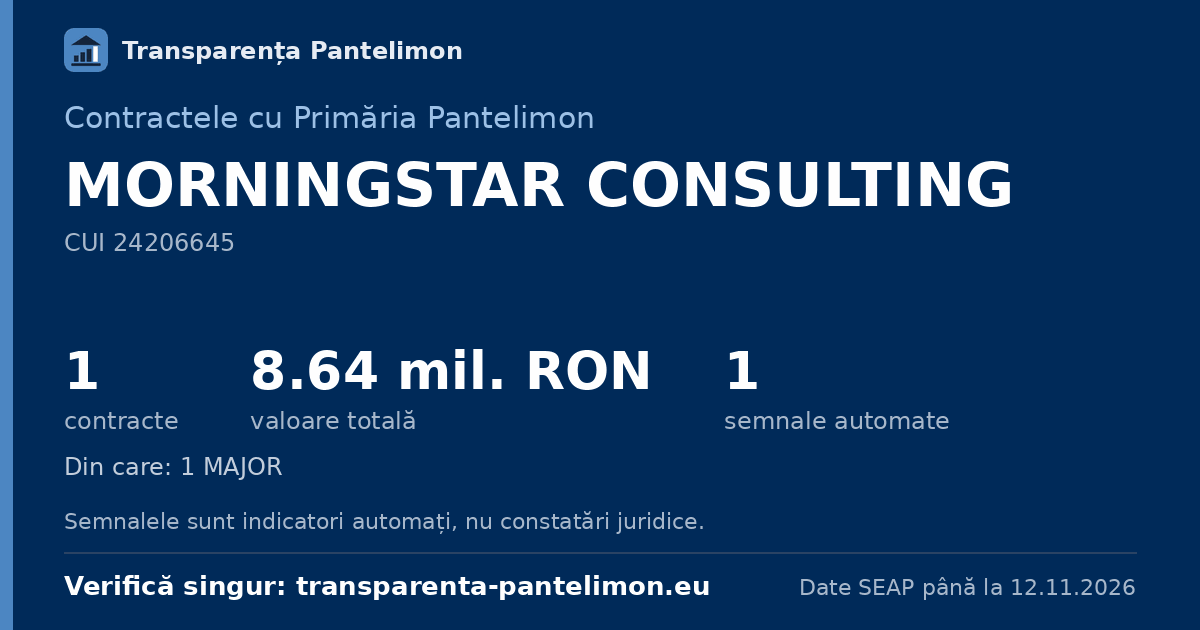 Transparența Pantelimon
Contractele cu Primăria Pantelimon
MORNINGSTAR CONSULTING
CUI 24206645
1 8.64 mil. RON 1
contracte valoare totală semnale automate
Din care: 1 MAJOR
Semnalele sunt indicatori automați, nu constatări juridice.
Verifică singur: transparenta-pantelimon.eu Date SEAP până la 12.11.2026